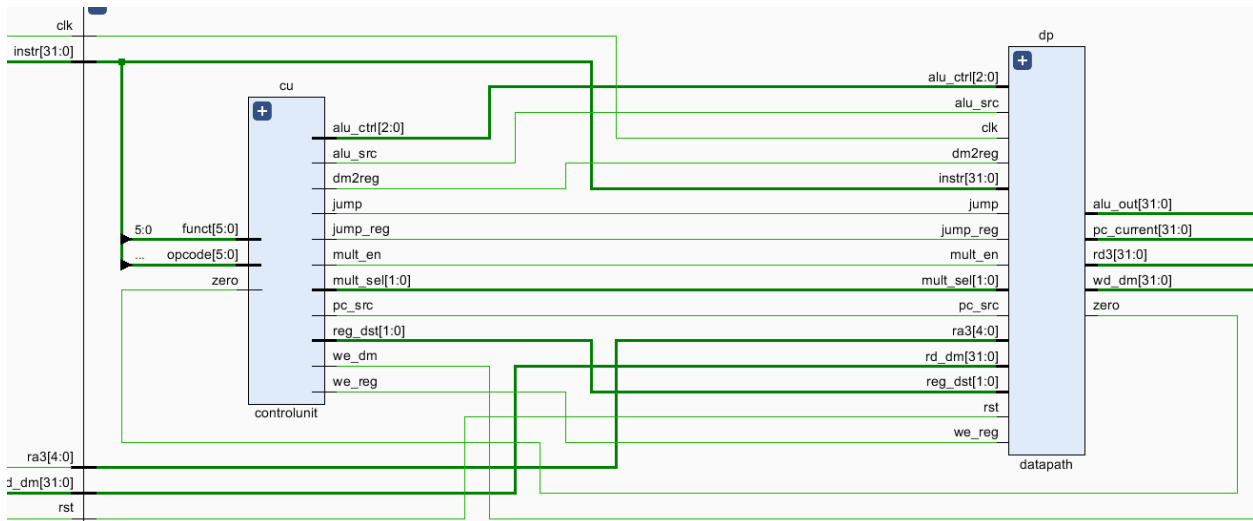 clk
instr[31:0]
cu
+
alu_ctrl[2:0]
alu_src
dm2reg
jump
jump_reg
mult_en
mult_sel[1:0]
pc_src
reg_dst[1:0]
we_dm
we_reg
5:0 funct[5:0]
... opcode[5:0]
zero
controlunit
ra3[4:0]
d_dm[31:0]
rst
dp
+
alu_ctrl[2:0]
alu_src
clk
dm2reg
instr[31:0]
jump
jump_reg
mult_en
mult_sel[1:0]
pc_src
ra3[4:0]
rd_dm[31:0]
reg_dst[1:0]
rst
we_reg
alu_out[31:0]
pc_current[31:0]
rd3[31:0]
wd_dm[31:0]
zero
datapath